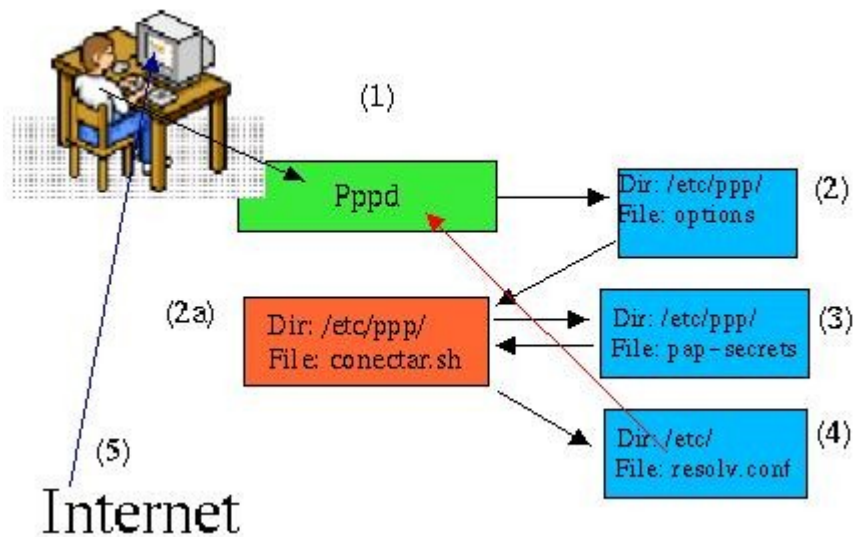 (1)
Pppd
Dir: /etc/ppp/
File: options
(2)
(2a)
Dir: /etc/ppp/
File: conectar.sh
Dir: /etc/ppp/
File: pap-secrets
(3)
Dir: /etc/
File: resolv.conf
(4)
(5)
Internet